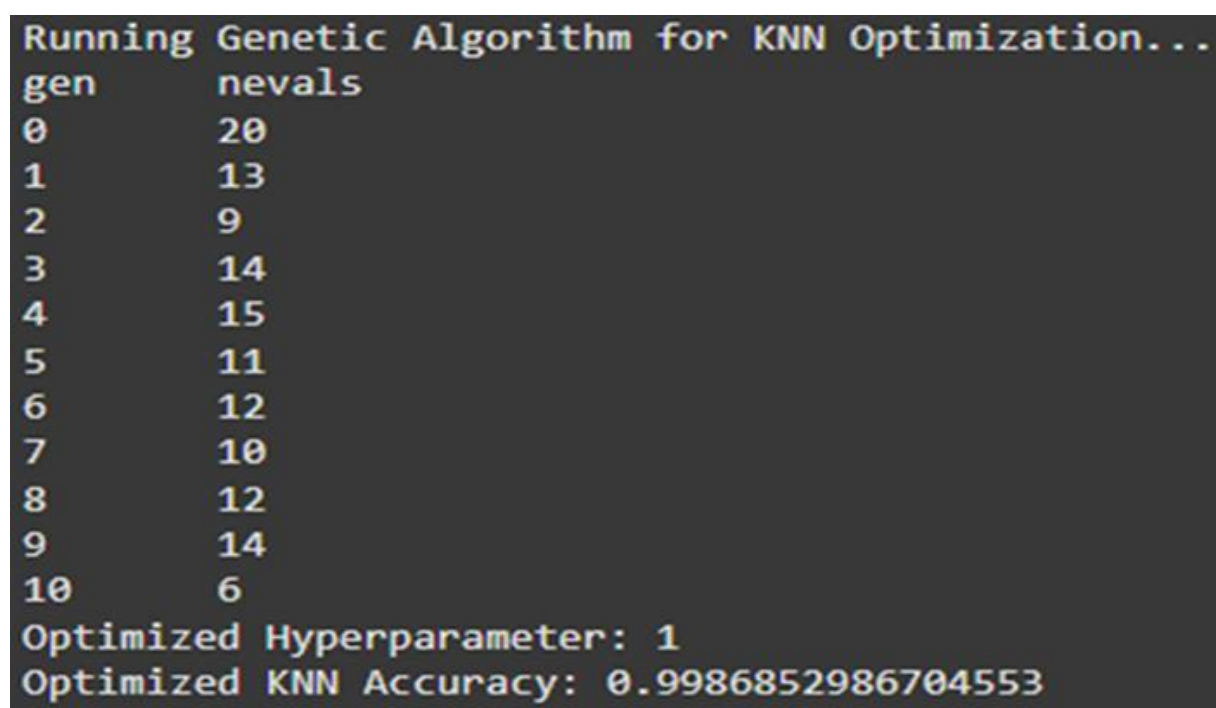 Running Genetic Algorithm for KNN Optimization...
gen nevals
0 20
1 13
2 9
3 14
4 15
5 11
6 12
7 10
8 12
9 14
10 6
Optimized Hyperparameter: 1
Optimized KNN Accuracy: 0.9986852986704553